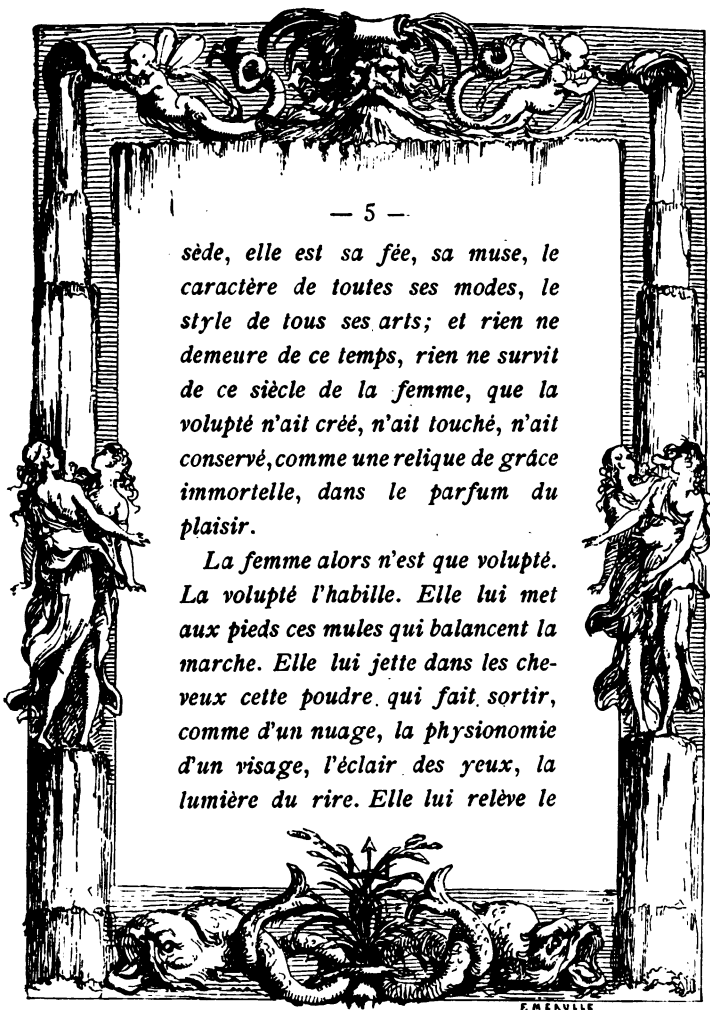 — 5 —
sède, elle est sa fée, sa muse, le
caractère de toutes ses modes, le
style de tous ses arts; et rien ne
demeure de ce temps, rien ne survit
de ce siècle de la femme, que la
volupté n'ait créé, n'ait touché, n'ait
conservé, comme une relique de grâce
immortelle, dans le parfum du
plaisir.
La femme alors n'est que volupté.
La volupté l'habille. Elle lui met
aux pieds ces mules qui balancent la
marche. Elle lui jette dans les che-
veux cette poudre qui fait sortir,
comme d'un nuage, la physionomie
d'un visage, l'éclair des yeux, la
lumière du rire. Elle lui relève le